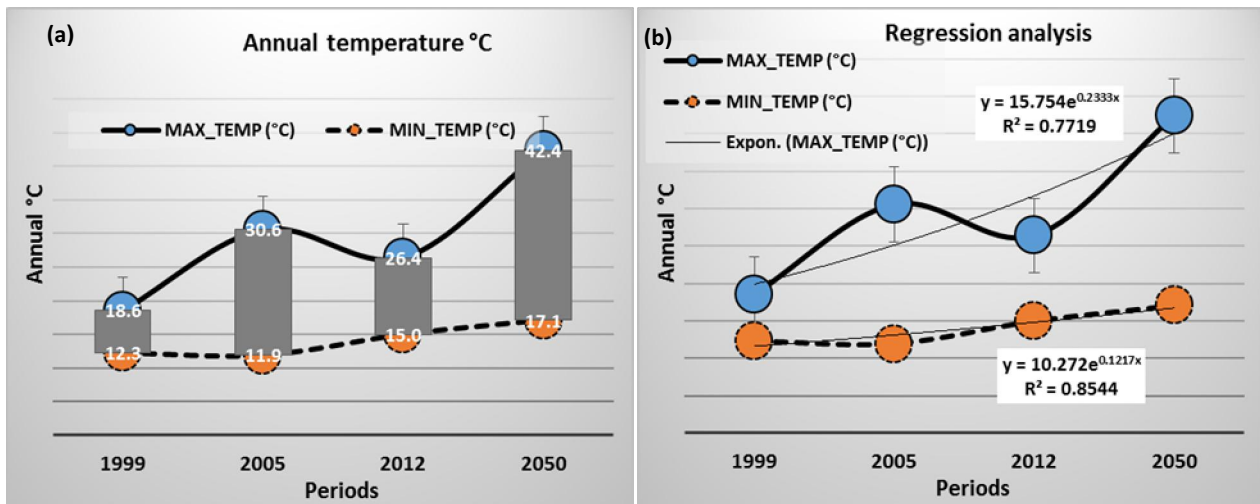 (a)
Annual temperature °C
MAX_TEMP (°C) MIN_TEMP (°C)
Annual °C
42.4
30.6
26.4
18.6
17.1
15.0
12.3
11.9
1999 2005 2012 2050
Periods
(b)
Regression analysis
MAX_TEMP (°C)
MIN_TEMP (°C)
Expon. (MAX_TEMP (°C))
y = 15.754e^0.2333x
R² = 0.7719
Annual °C
y = 10.272e^0.1217x
R² = 0.8544
1999 2005 2012 2050
Periods